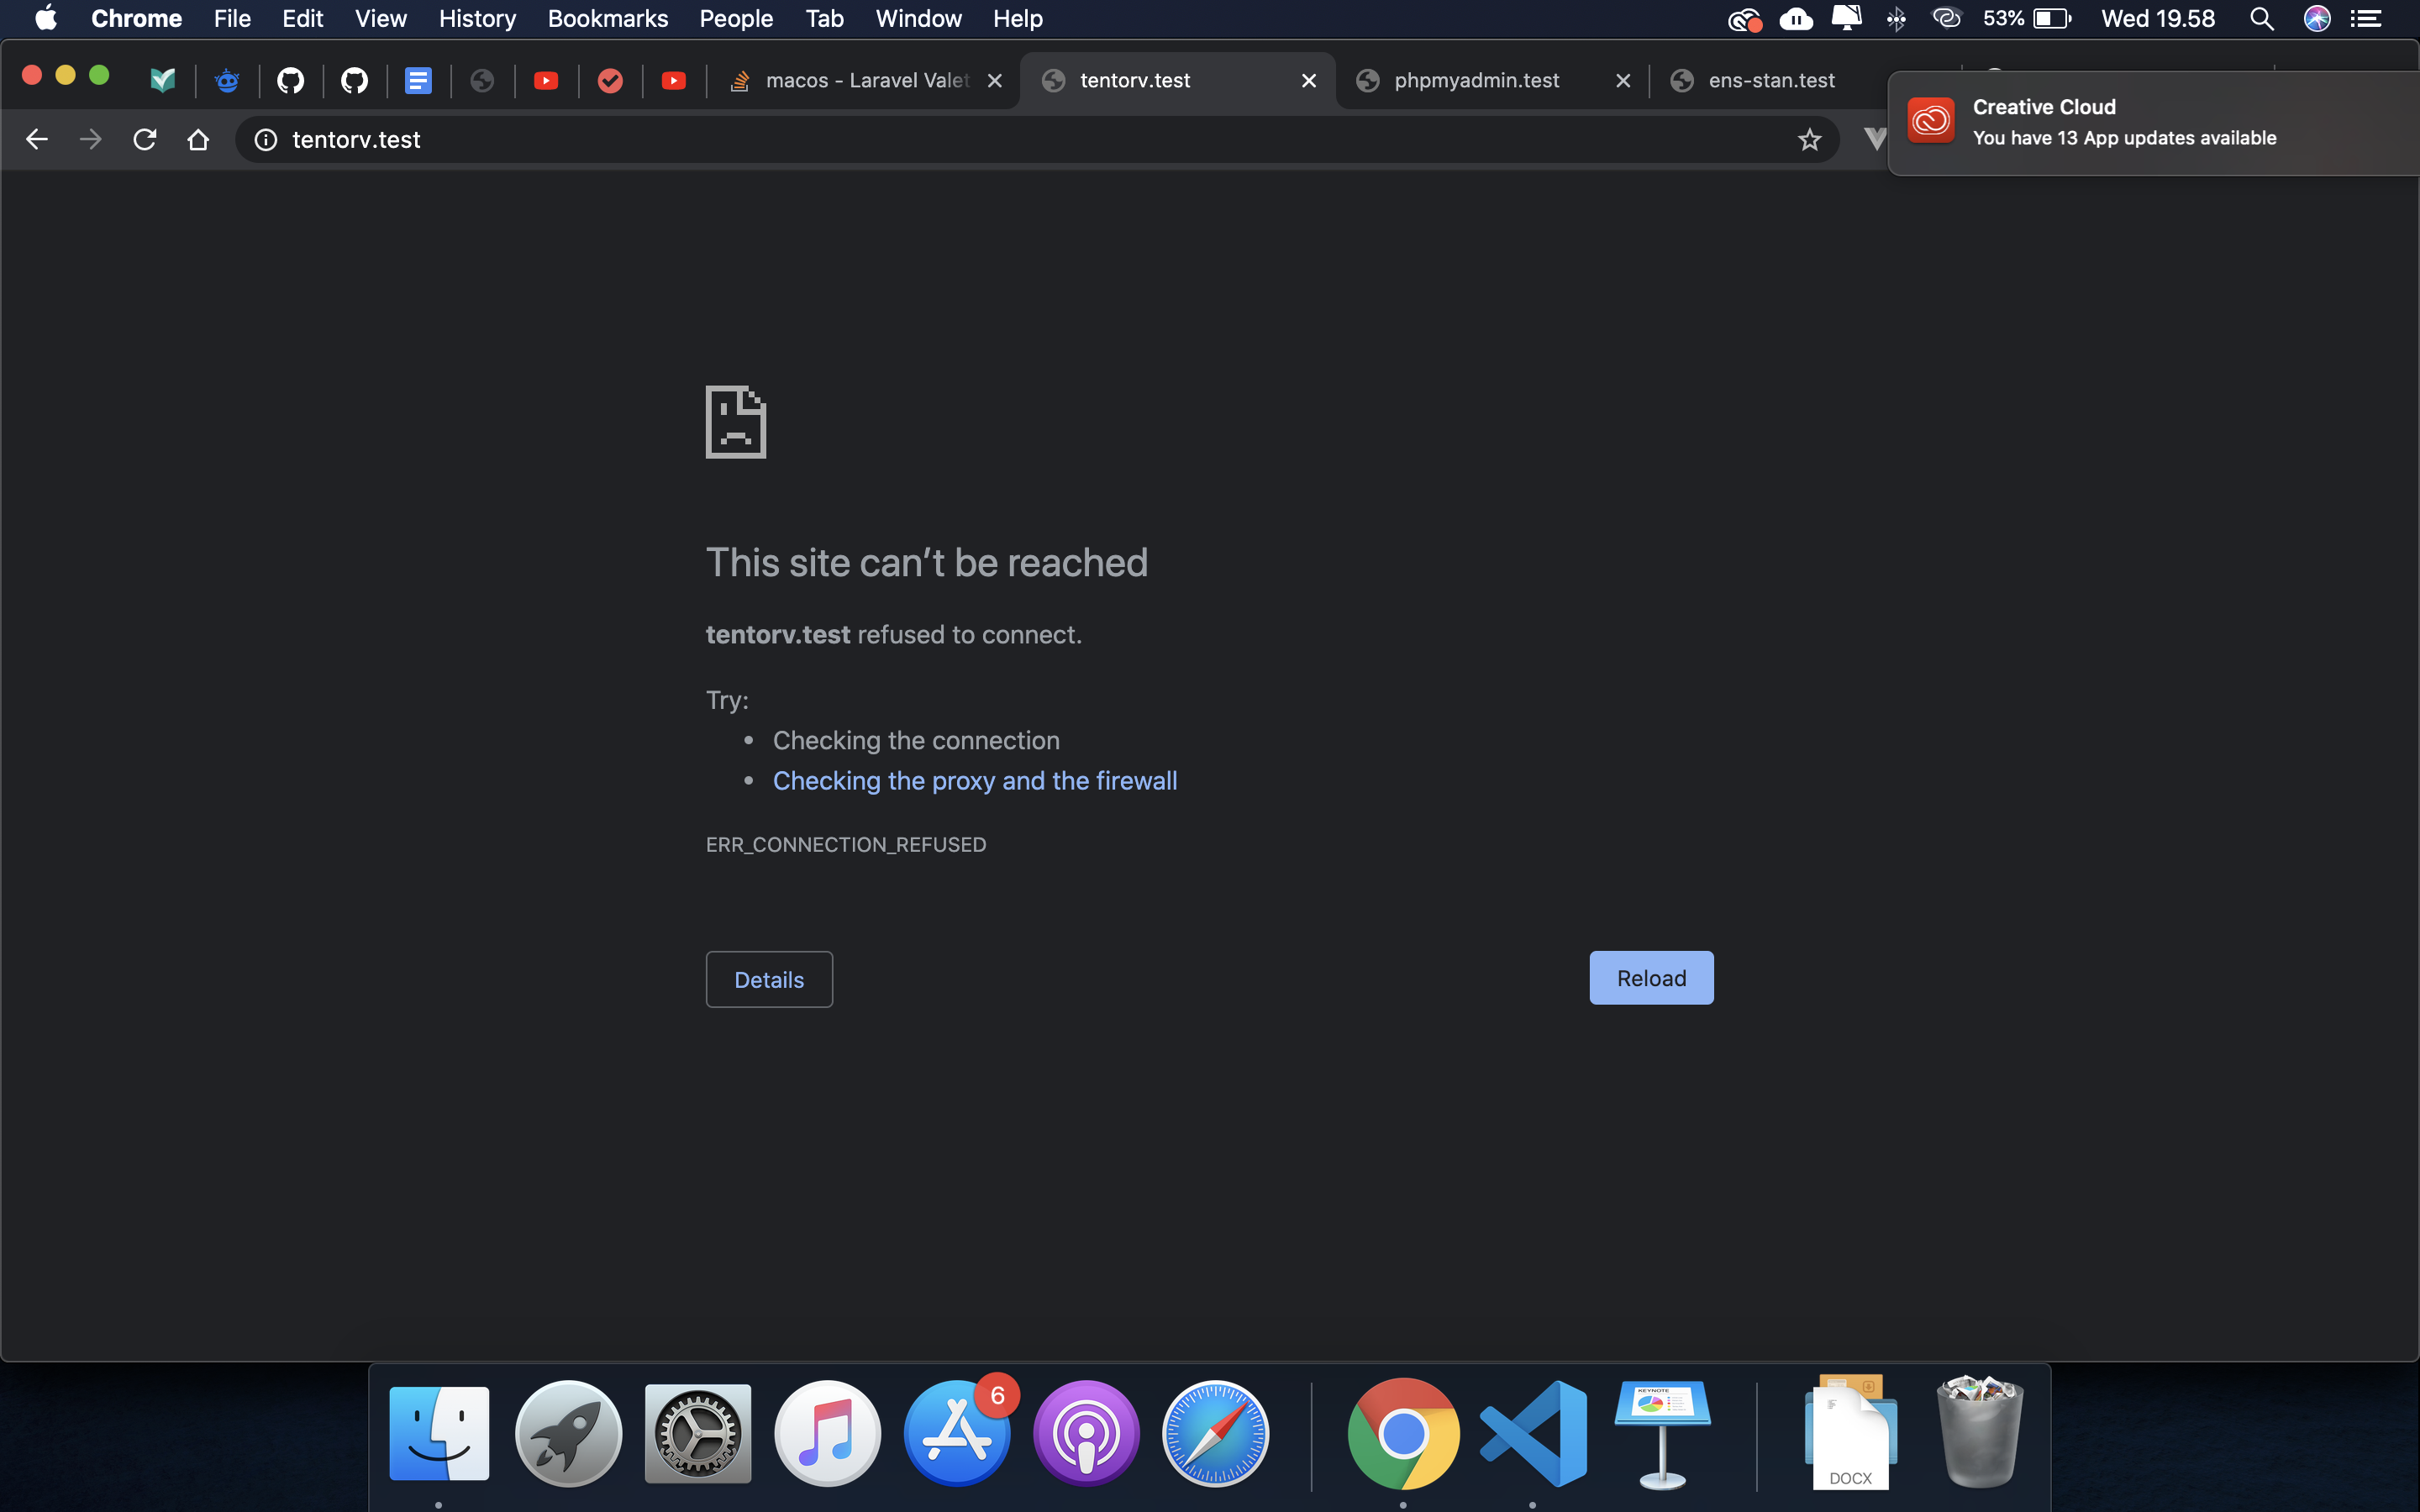 Chrome File Edit View History Bookmarks People Tab Window Help 53% Wed 19.58
macos - Laravel Valet tentorv.test phpmyadmin.test ens-stan.test
Creative Cloud
You have 13 App updates available
tentorv.test
This site can't be reached
tentorv.test refused to connect.
Try:
• Checking the connection
• Checking the proxy and the firewall
ERR_CONNECTION_REFUSED
Details Reload
6
KEYNOTE
DOCX